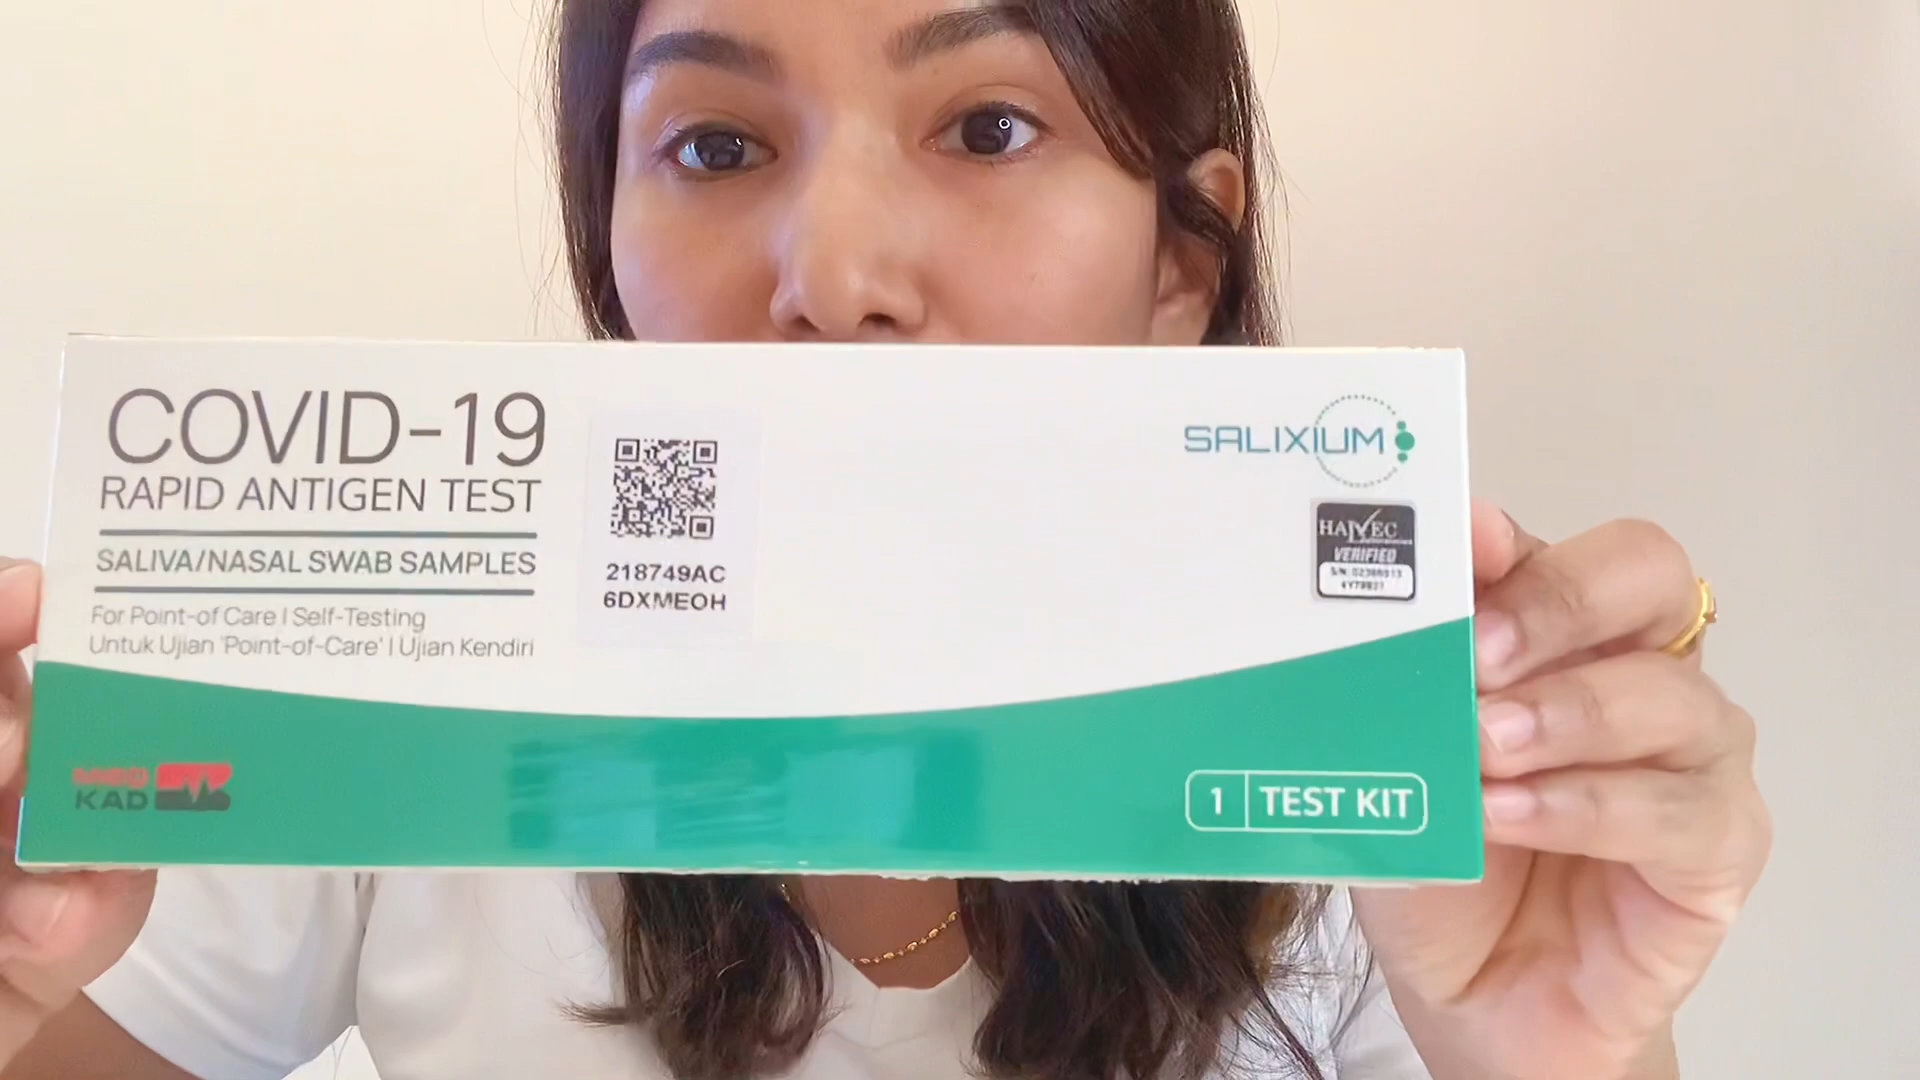 COVID-19
RAPID ANTIGEN TEST
SALIVA/NASAL SWAB SAMPLES
For Point-of Care | Self-Testing
Untuk Ujian 'Point-of-Care' | Ujian Kendiri
218749AC
6DXMEOH
SALIXIUM
VERIFIED
KAD
1 TEST KIT